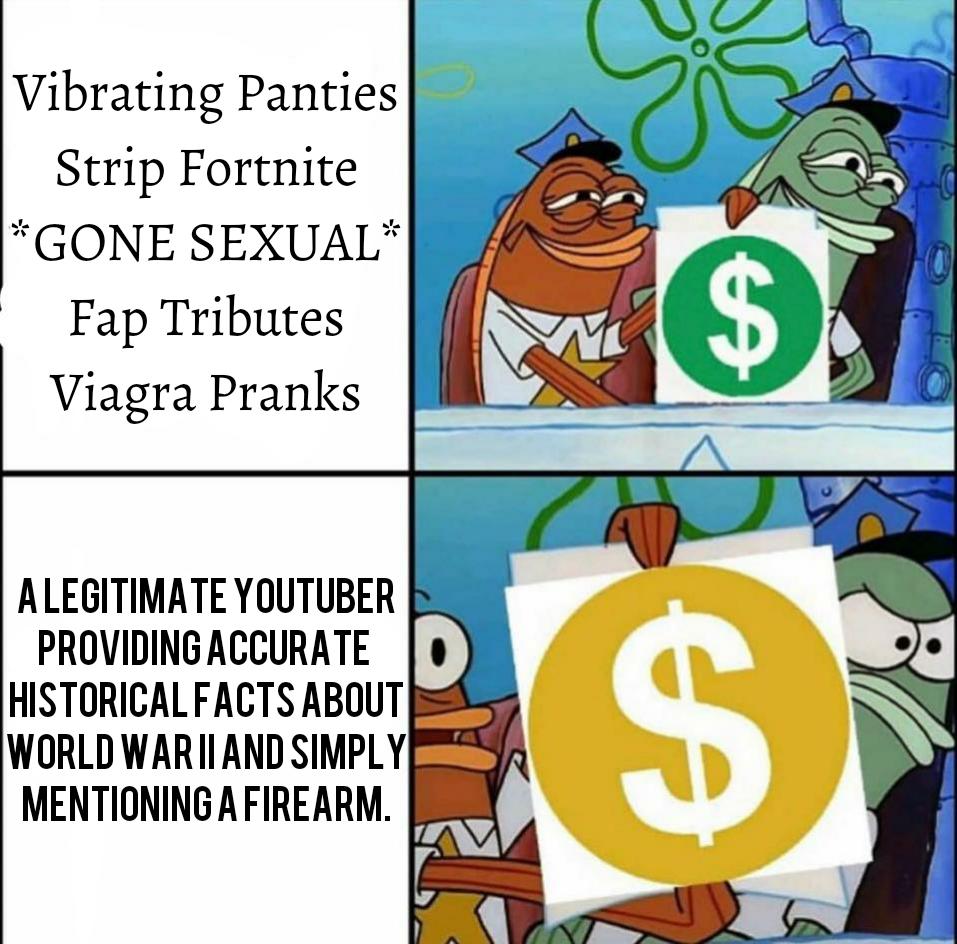 Vibrating Panties
Strip Fortnite
*GONE SEXUAL*
Fap Tributes
Viagra Pranks
$
A LEGITIMATE YOUTUBER
PROVIDING ACCURATE
HISTORICAL FACTS ABOUT
WORLD WAR II AND SIMPLY
MENTIONING A FIREARM.
$